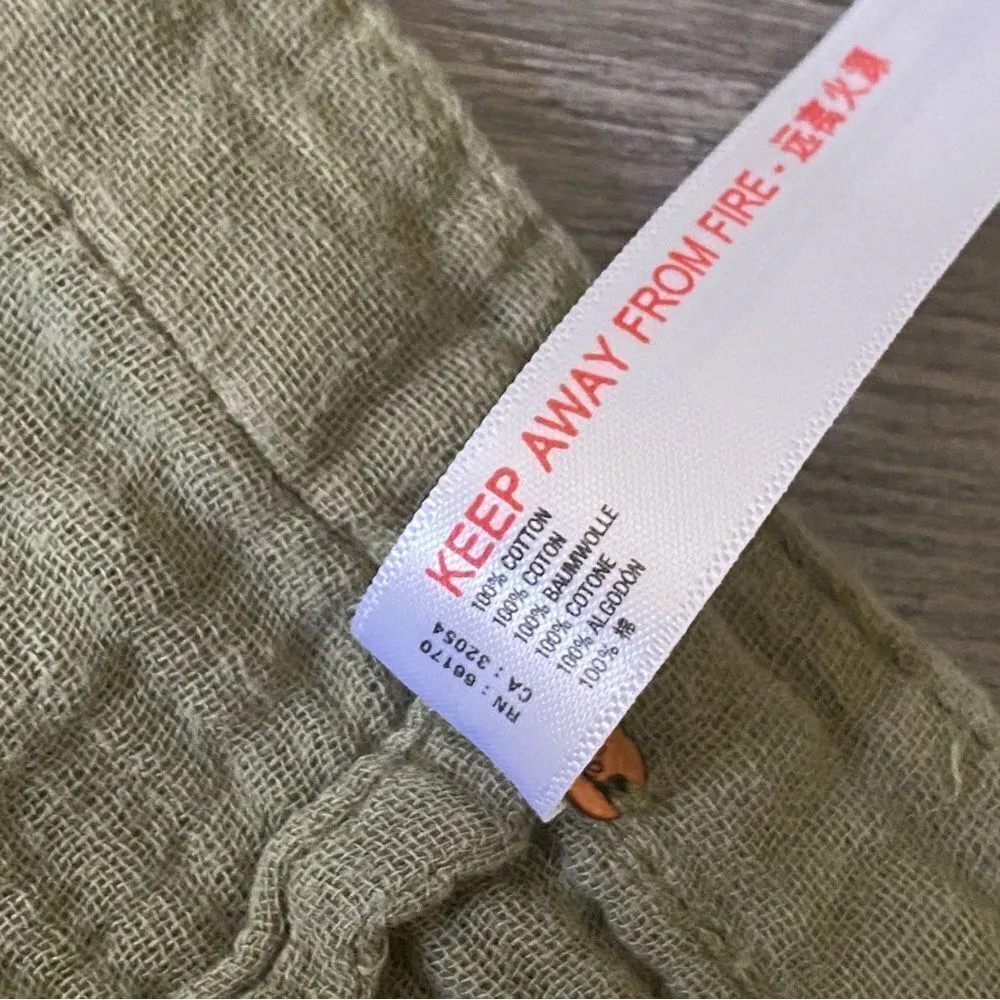 KEEP AWAY FROM FIRE · 远离火源
100% COTTON
100% COTON
100% BAUMWOLLE
100% COTONE
100% ALGODÓN
100% 棉
RN : 66170
CA : 32054